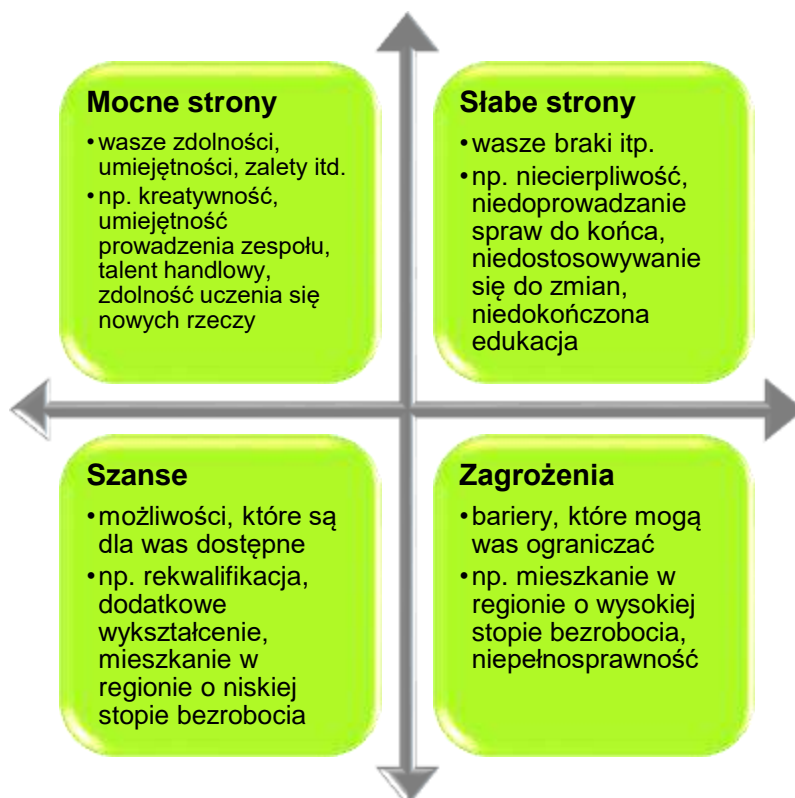 Mocne strony
•wasze zdolności,
umiejętności, zalety itd.
•np. kreatywność,
umiejętność
prowadzenia zespołu,
talent handlowy,
zdolność uczenia się
nowych rzeczy
Słabe strony
•wasze braki itp.
•np. niecierpliwość,
niedoprowadzanie
spraw do końca,
niedostosowywanie
się do zmian,
niedokończona
edukacja
Szanse
•możliwości, które są
dla was dostępne
•np. rekwalifikacja,
dodatkowe
wykształcenie,
mieszkanie w
regionie o niskiej
stopie bezrobocia
Zagrożenia
•bariery, które mogą
was ograniczać
•np. mieszkanie w
regionie o wysokiej
stopie bezrobocia,
niepełnosprawność